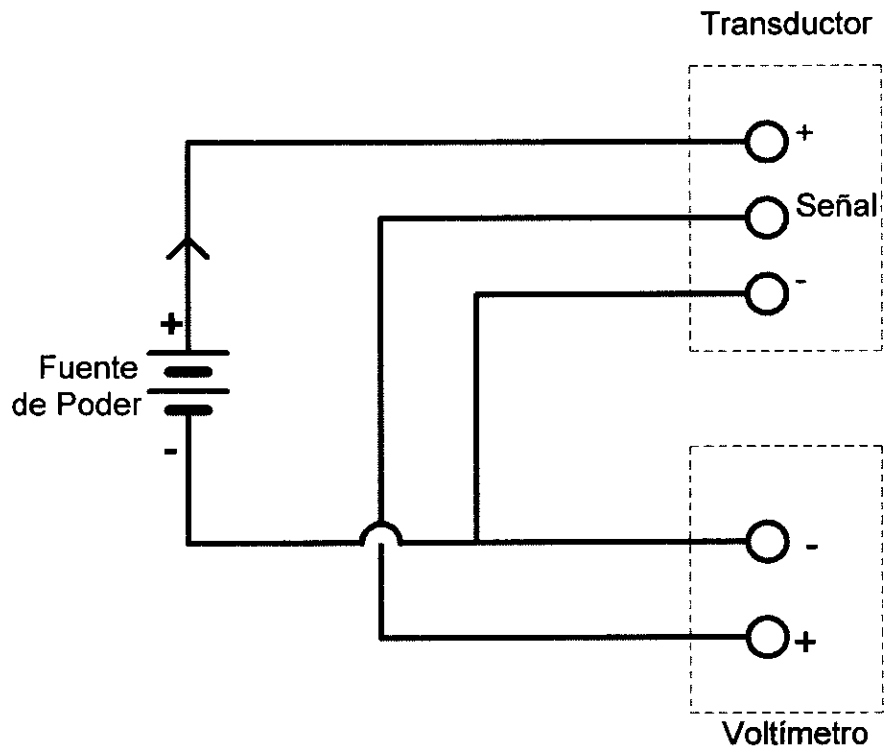 Transductor
+
Señal
-
+
Fuente
de Poder
-
-
+
Voltímetro